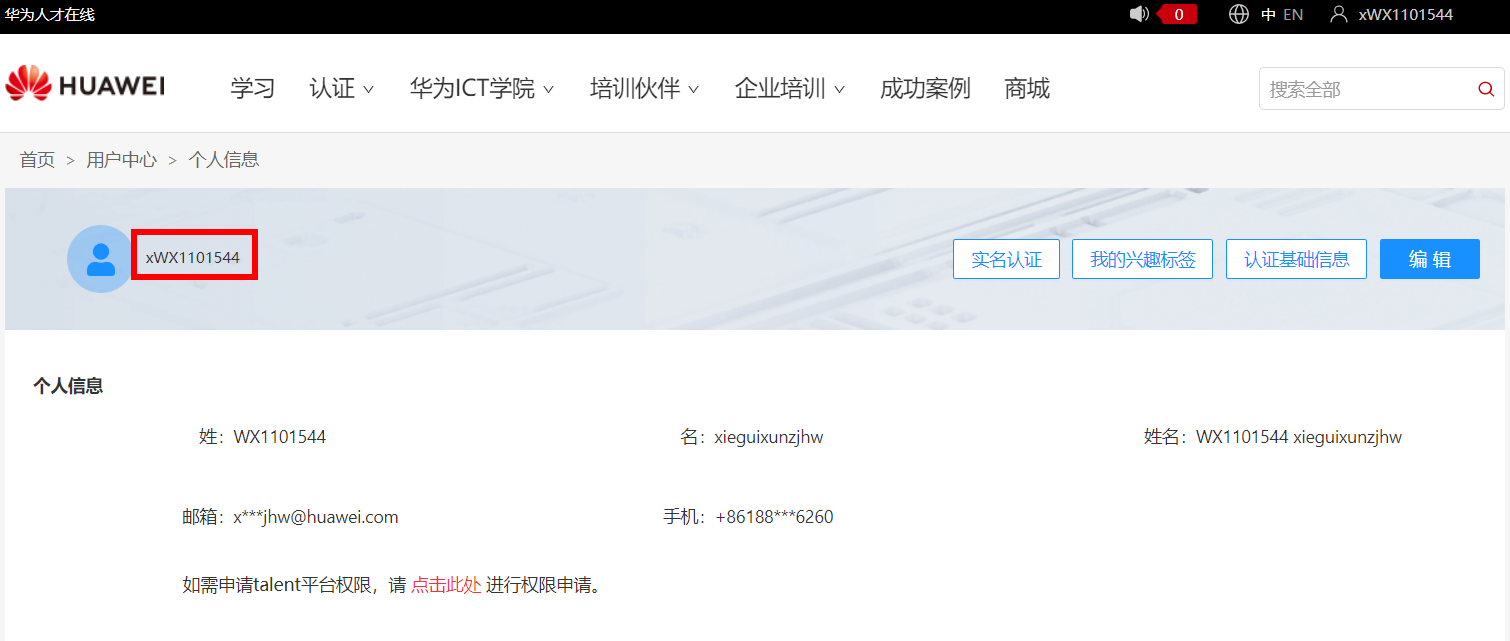 华为人才在线 0 中 EN xWX1101544
HUAWEI 学习 认证 华为ICT学院 培训伙伴 企业培训 成功案例 商城 搜索全部
首页 > 用户中心 > 个人信息
xWX1101544 实名认证 我的兴趣标签 认证基础信息 编 辑
个人信息
姓：WX1101544 名：xieguixunzjhw 姓名：WX1101544 xieguixunzjhw
邮箱：x***jhw@huawei.com 手机：+86188***6260
如需申请talent平台权限，请 点击此处 进行权限申请。